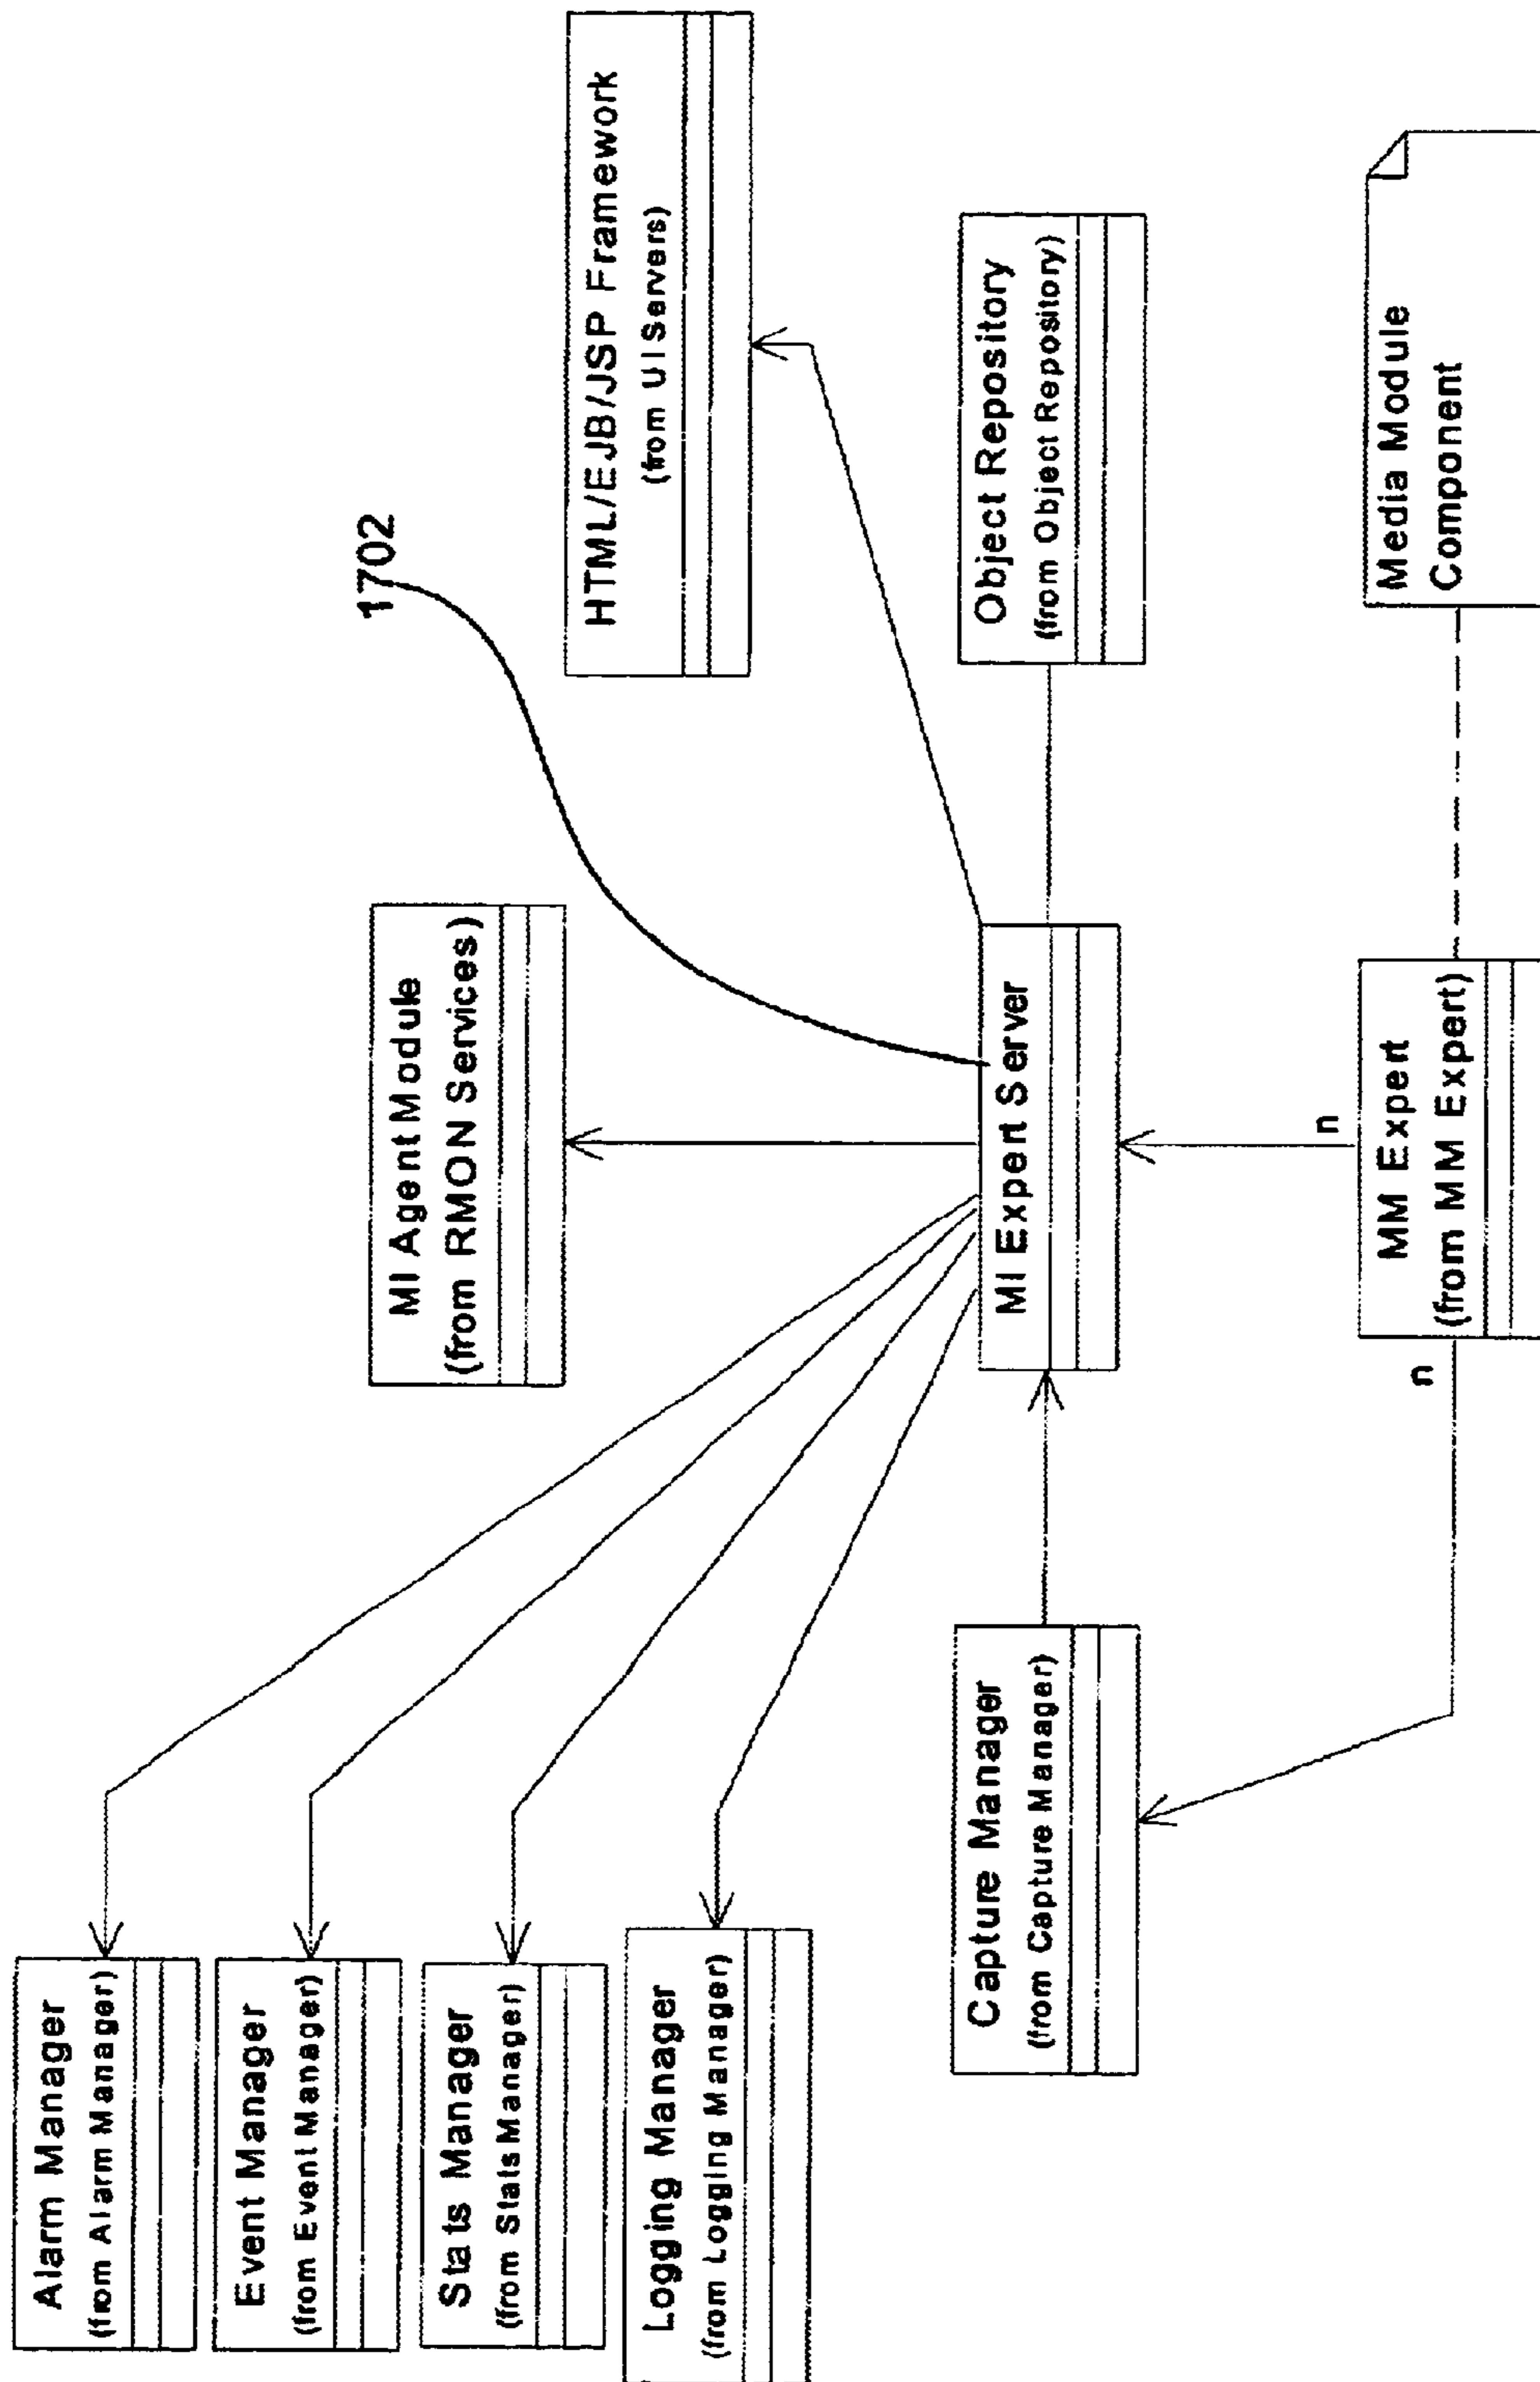 Alarm Manager
(from Alarm Manager)
Event Manager
(from Event Manager)
Stats Manager
(from Stats Manager)
Logging Manager
(from Logging Manager)
MI Agent Module
(from RMON Services)
1702
HTML/EJB/JSP Framework
(from UI Servers)
Capture Manager
(from Capture Manager)
MI Expert Server
Object Repository
(from Object Repository)
n
n
MM Expert
(from MM Expert)
Media Module
Component